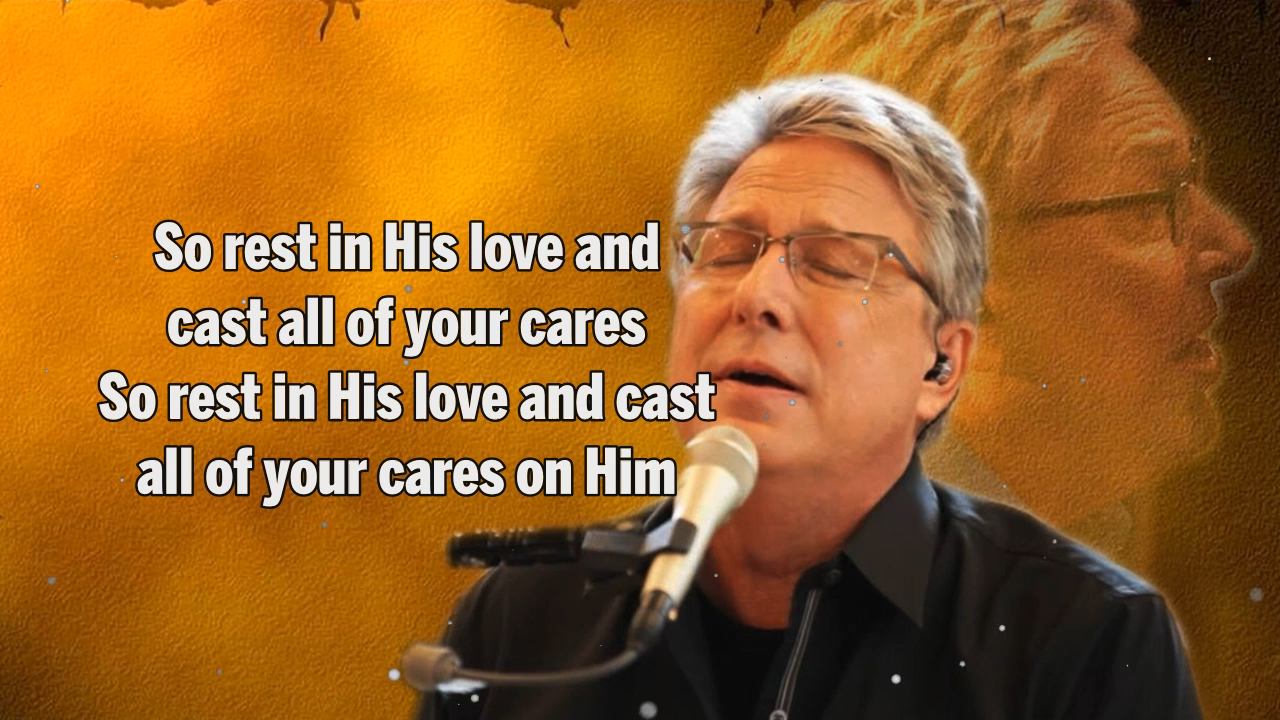 So rest in His love and
cast all of your cares
So rest in His love and cast
all of your cares on Him